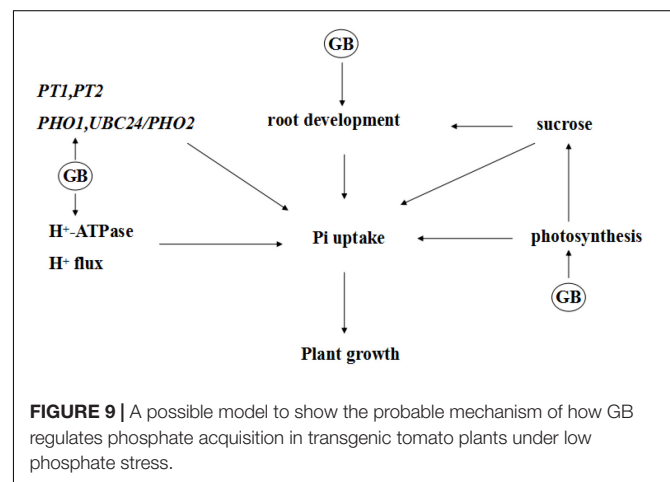 GB
PT1,PT2
PHO1,UBC24/PHO2
root development
sucrose
GB
H⁺-ATPase
H⁺ flux
Pi uptake
photosynthesis
GB
Plant growth
FIGURE 9 | A possible model to show the probable mechanism of how GB
regulates phosphate acquisition in transgenic tomato plants under low
phosphate stress.